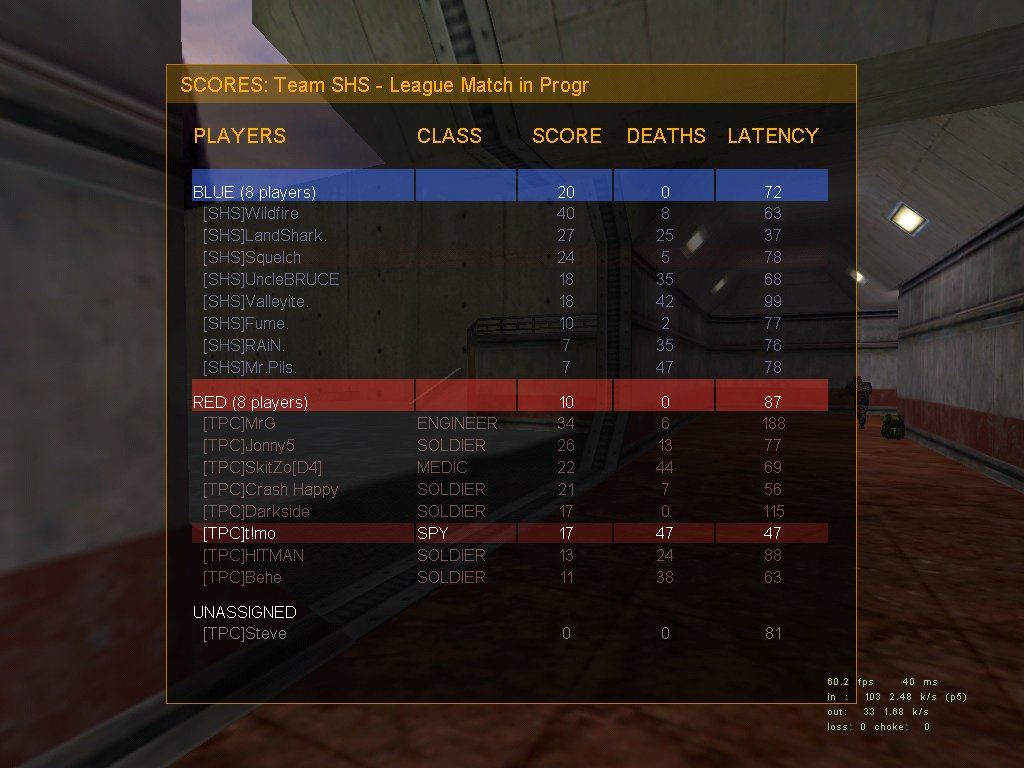 SCORES: Team SHS - League Match in Progr
PLAYERS CLASS SCORE DEATHS LATENCY
BLUE (8 players) 20 0 72
[SHS]Wildfire 40 8 63
[SHS]LandShark. 27 25 37
[SHS]Squelch 24 5 78
[SHS]UncleBRUCE 18 35 68
[SHS]Valleyite. 18 42 99
[SHS]Fume. 10 2 77
[SHS]RAiN. 7 35 76
[SHS]Mr.Pils. 7 47 78
RED (8 players) 10 0 87
[TPC]MrG ENGINEER 34 6 188
[TPC]Jonny5 SOLDIER 26 13 77
[TPC]SkitZo[D4] MEDIC 22 44 69
[TPC]Crash Happy SOLDIER 21 7 56
[TPC]Darkside SOLDIER 17 0 115
[TPC]t!mo SPY 17 47 47
[TPC]HITMAN SOLDIER 13 24 88
[TPC]Behe SOLDIER 11 38 63
UNASSIGNED
[TPC]Steve 0 0 81
60.2 fps 40 ms
in : 103 2.48 k/s (p5)
out: 33 1.68 k/s
loss: 0 choke: 0